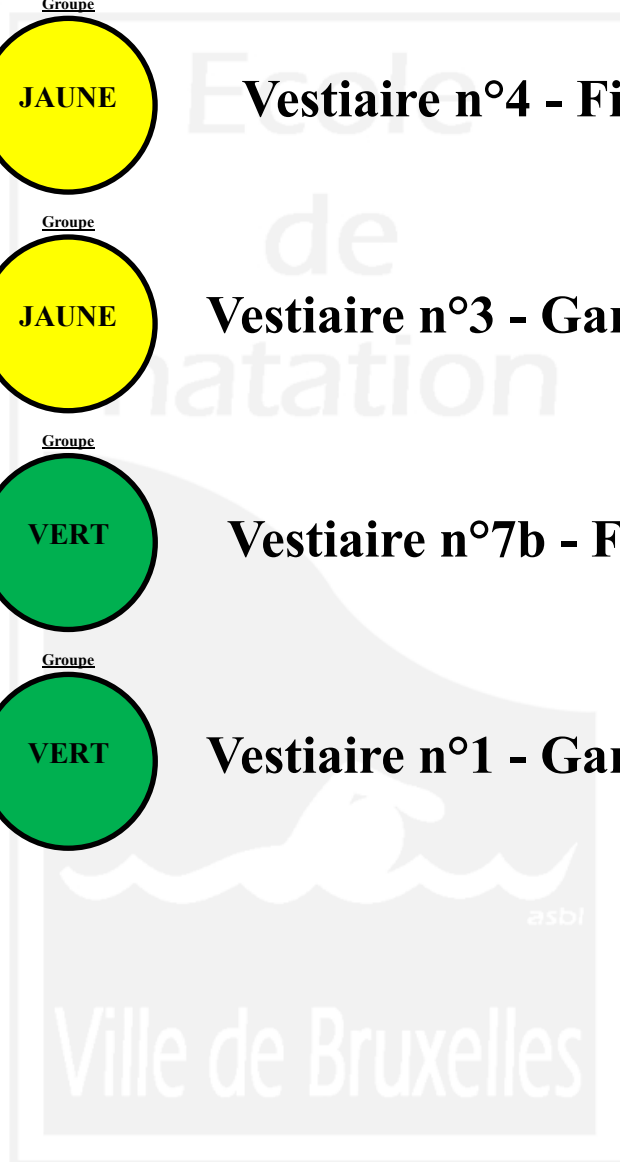 Groupe
JAUNE
Vestiaire n°4 - Fi
Groupe
JAUNE
Vestiaire n°3 - Gar
Groupe
VERT
Vestiaire n°7b - F
Groupe
VERT
Vestiaire n°1 - Gar
Ecole
de
natation
asbl
Ville de Bruxelles